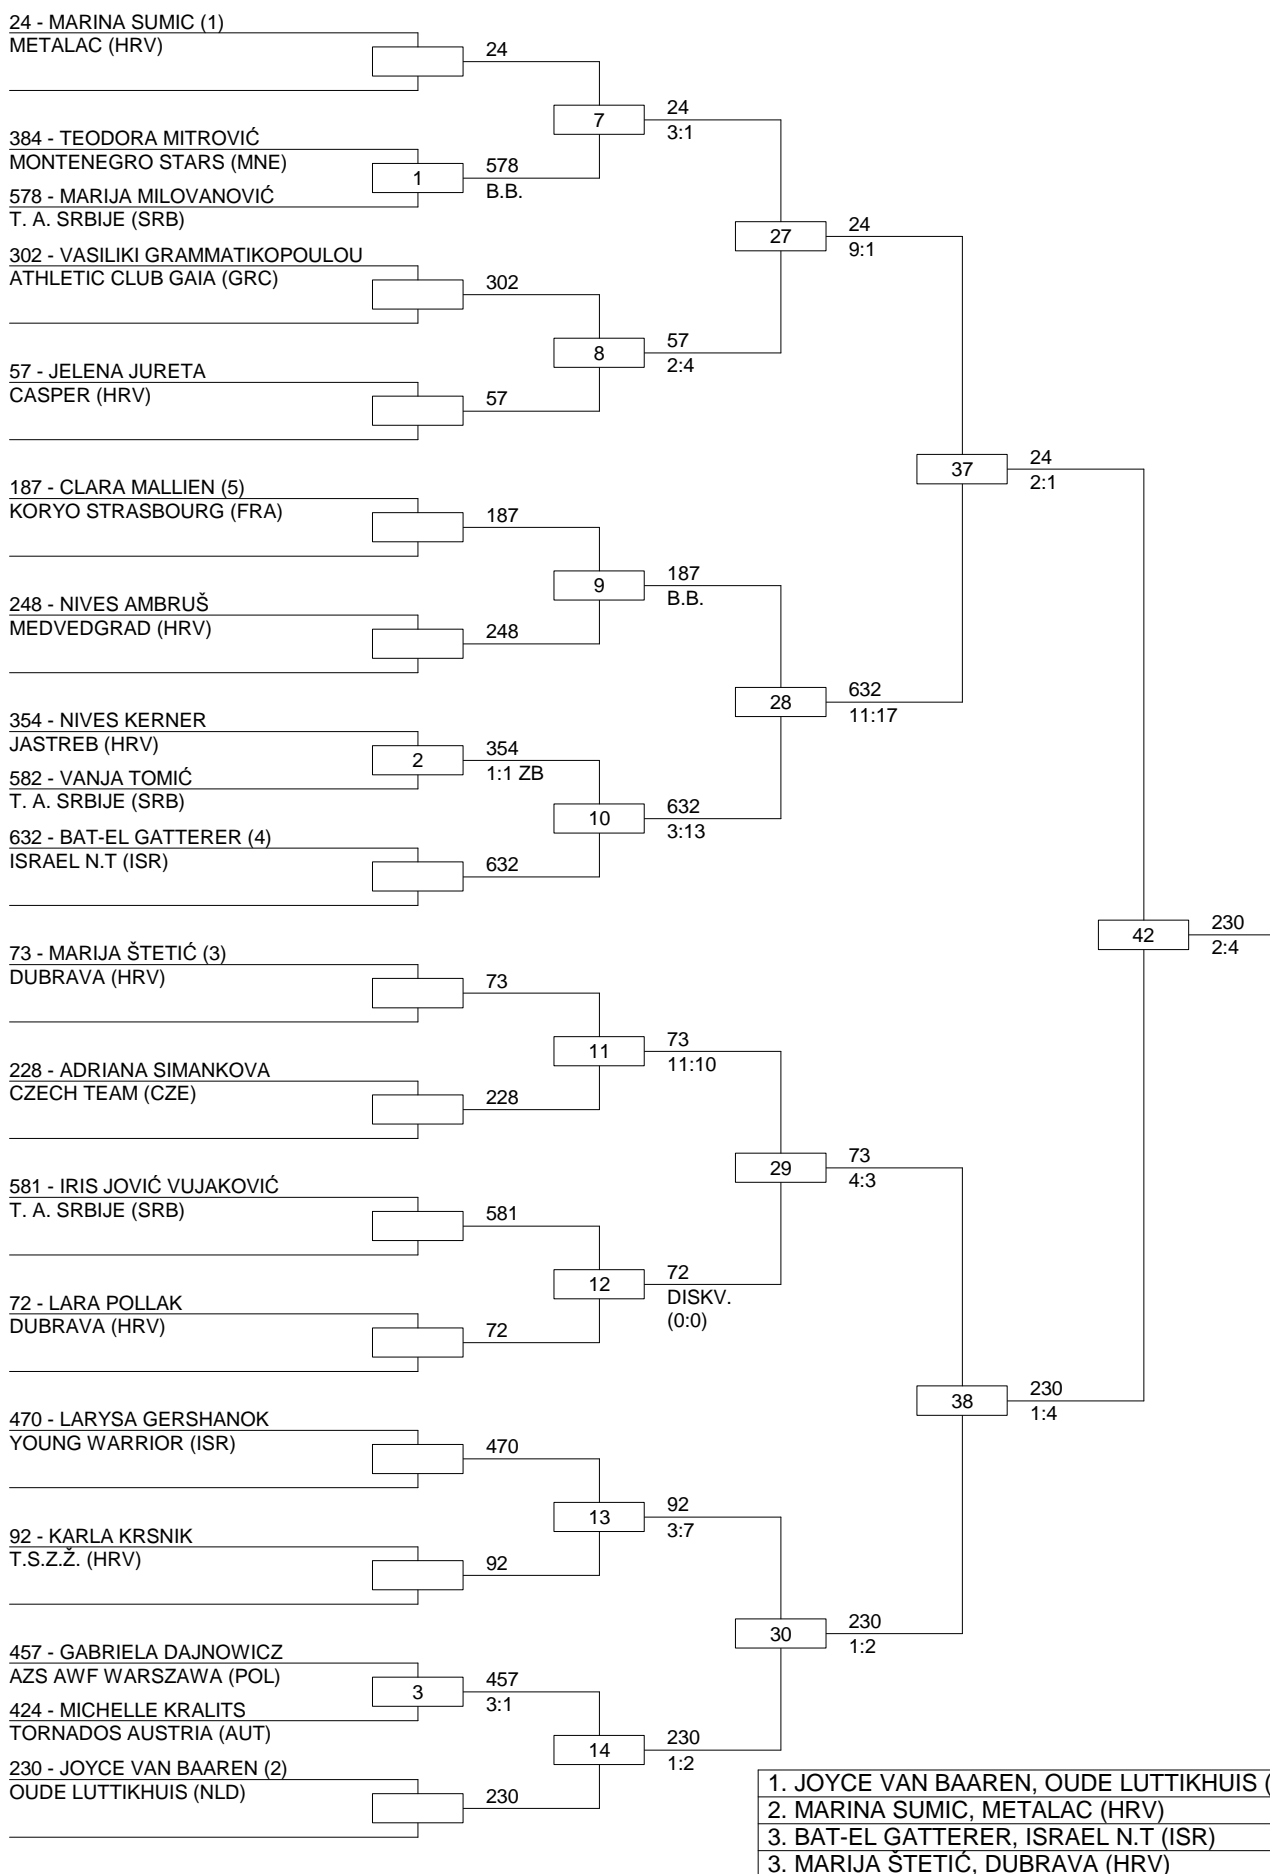 24 - MARINA SUMIC (1)
METALAC (HRV)
24
7
24
3:1
384 - TEODORA MITROVIĆ
MONTENEGRO STARS (MNE)
1
578
B.B.
578 - MARIJA MILOVANOVIĆ
T. A. SRBIJE (SRB)
27
24
9:1
302 - VASILIKI GRAMMATIKOPOULOU
ATHLETIC CLUB GAIA (GRC)
302
8
57
2:4
57 - JELENA JURETA
CASPER (HRV)
57
37
24
2:1
187 - CLARA MALLIEN (5)
KORYO STRASBOURG (FRA)
187
9
187
B.B.
248 - NIVES AMBRUŠ
MEDVEDGRAD (HRV)
248
28
632
11:17
354 - NIVES KERNER
JASTREB (HRV)
2
354
1:1 ZB
582 - VANJA TOMIĆ
T. A. SRBIJE (SRB)
10
632
3:13
632 - BAT-EL GATTERER (4)
ISRAEL N.T (ISR)
632
42
230
2:4
73 - MARIJA ŠTETIĆ (3)
DUBRAVA (HRV)
73
11
73
11:10
228 - ADRIANA SIMANKOVA
CZECH TEAM (CZE)
228
29
73
4:3
581 - IRIS JOVIĆ VUJAKOVIĆ
T. A. SRBIJE (SRB)
581
12
72
DISKV.
(0:0)
72 - LARA POLLAK
DUBRAVA (HRV)
72
38
230
1:4
470 - LARYSA GERSHANOK
YOUNG WARRIOR (ISR)
470
13
92
3:7
92 - KARLA KRSNIK
T.S.Z.Ž. (HRV)
92
30
230
1:2
457 - GABRIELA DAJNOWICZ
AZS AWF WARSZAWA (POL)
3
457
3:1
424 - MICHELLE KRALITS
TORNADOS AUSTRIA (AUT)
14
230
1:2
230 - JOYCE VAN BAAREN (2)
OUDE LUTTIKHUIS (NLD)
230
1. JOYCE VAN BAAREN, OUDE LUTTIKHUIS (
2. MARINA SUMIC, METALAC (HRV)
3. BAT-EL GATTERER, ISRAEL N.T (ISR)
3. MARIJA ŠTETIĆ, DUBRAVA (HRV)